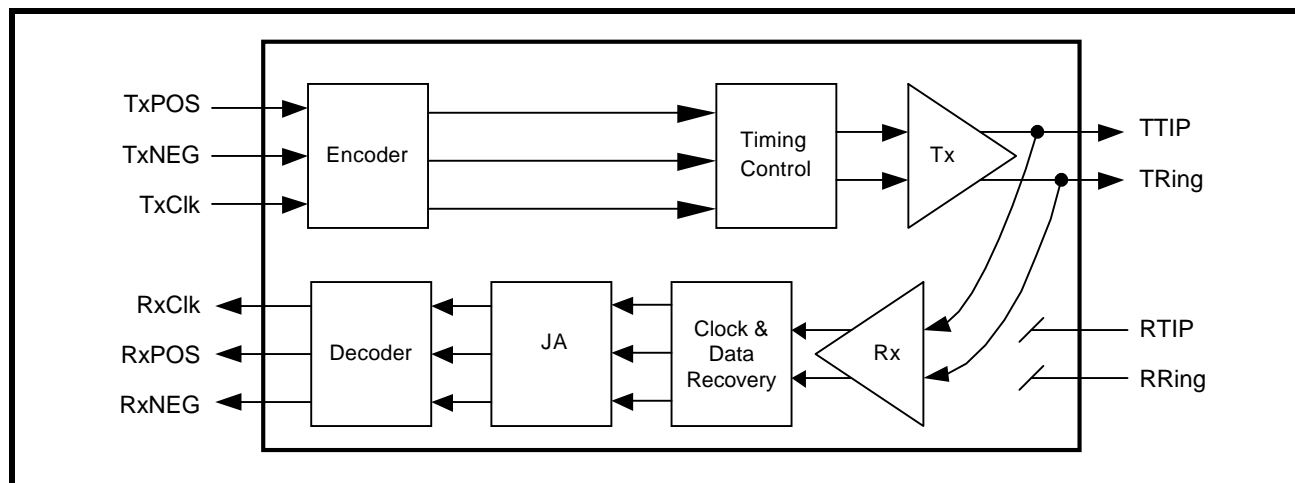 TxPOS
TxNEG
TxClk
Encoder
Timing
Control
Tx
TTIP
TRing
RxClk
RxPOS
RxNEG
Decoder
JA
Clock &
Data
Recovery
Rx
RTIP
RRing